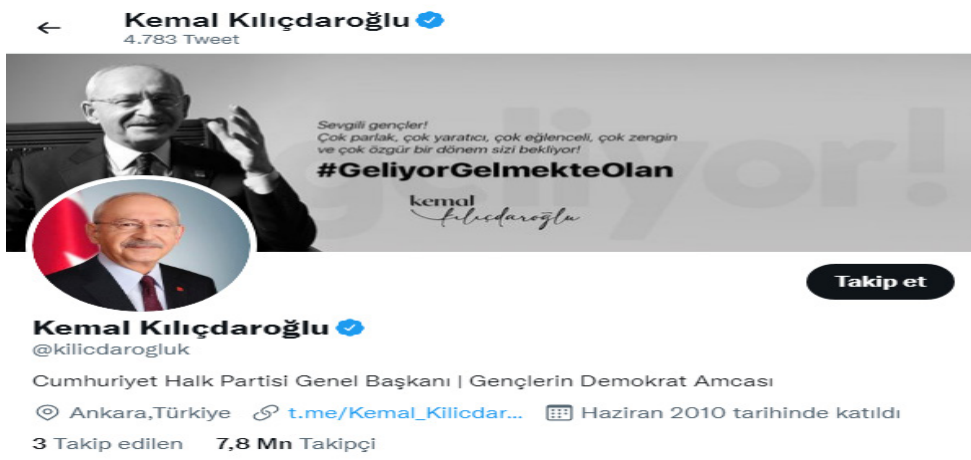 Kemal Kılıçdaroğlu
4.783 Tweet
geliyor!
Sevgili gençler!
Çok parlak, çok yaratıcı, çok eğlenceli, çok zengin
ve çok özgür bir dönem sizi bekliyor!
#GeliyorGelmekteOlan
kemal
kılıçdaroğlu
Takip et
Kemal Kılıçdaroğlu
@kilicdarogluk
Cumhuriyet Halk Partisi Genel Başkanı | Gençlerin Demokrat Amcası
Ankara,Türkiye t.me/Kemal_Kilicdar... Haziran 2010 tarihinde katıldı
3 Takip edilen 7,8 Mn Takipçi